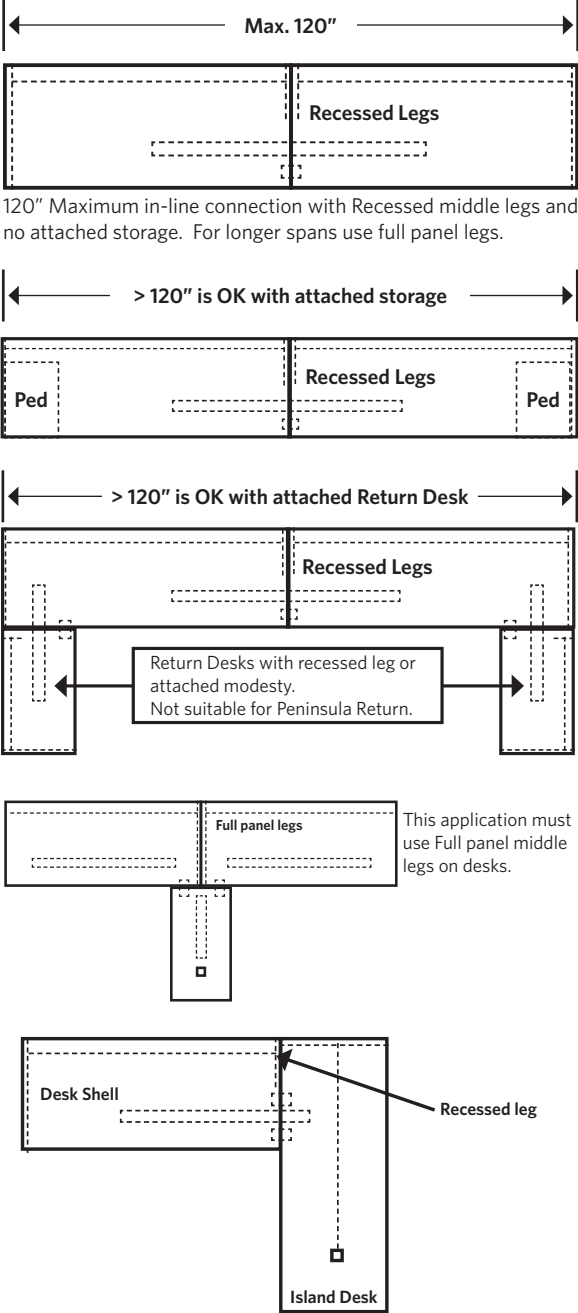 Max. 120”
Recessed Legs
120” Maximum in-line connection with Recessed middle legs and
no attached storage.  For longer spans use full panel legs.
> 120” is OK with attached storage
Recessed Legs
Ped
Ped
> 120” is OK with attached Return Desk
Recessed Legs
Return Desks with recessed leg or
attached modesty.
Not suitable for Peninsula Return.
Full panel legs
This application must
use Full panel middle
legs on desks.
Desk Shell
Recessed leg
Island Desk